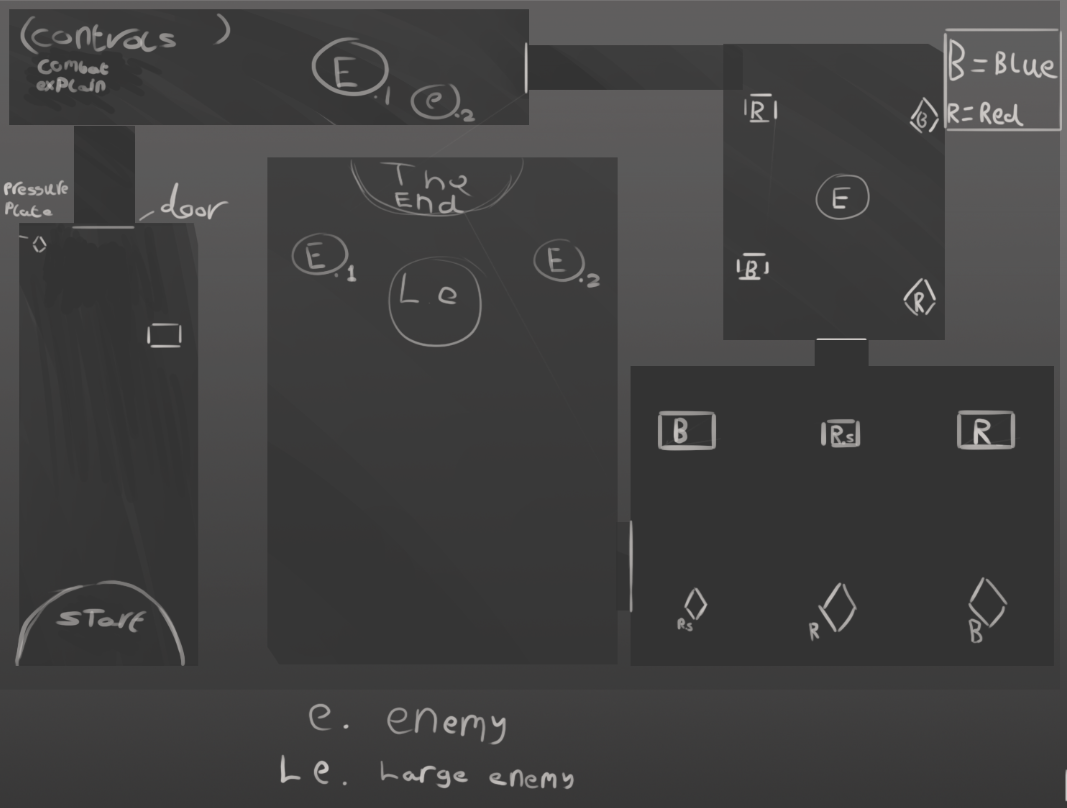 (controls )
combat
explain
E.1
e.2
B=Blue
R=Red
R
B
E
B
R
Pressure
Plate
door
The
End
E.1
E.2
Le
B
Rs
R
Rs
R
B
start
e. enemy
Le. Large enemy